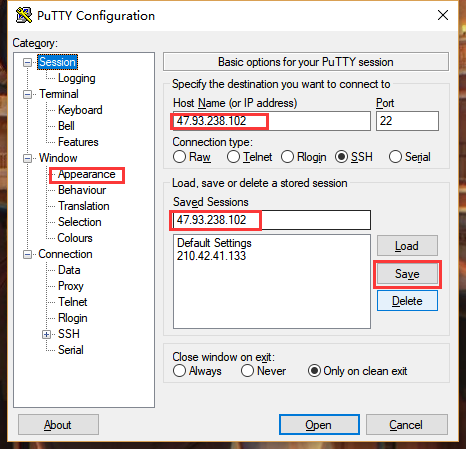 PuTTY Configuration
Category:
Session
Logging
Terminal
Keyboard
Bell
Features
Window
Appearance
Behaviour
Translation
Selection
Colours
Connection
Data
Proxy
Telnet
Rlogin
SSH
Serial
Basic options for your PuTTY session
Specify the destination you want to connect to
Host Name (or IP address) Port
47.93.238.102 22
Connection type:
Raw Telnet Rlogin SSH Serial
Load, save or delete a stored session
Saved Sessions
47.93.238.102
Default Settings Load
210.42.41.133
Save
Delete
Close window on exit:
Always Never Only on clean exit
About Open Cancel